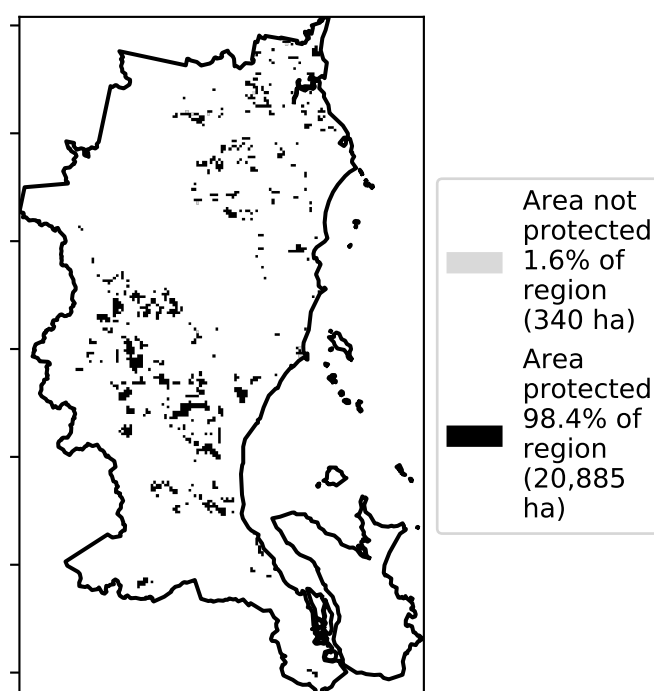 Area not
protected
1.6% of
region
(340 ha)
Area
protected
98.4% of
region
(20,885
ha)